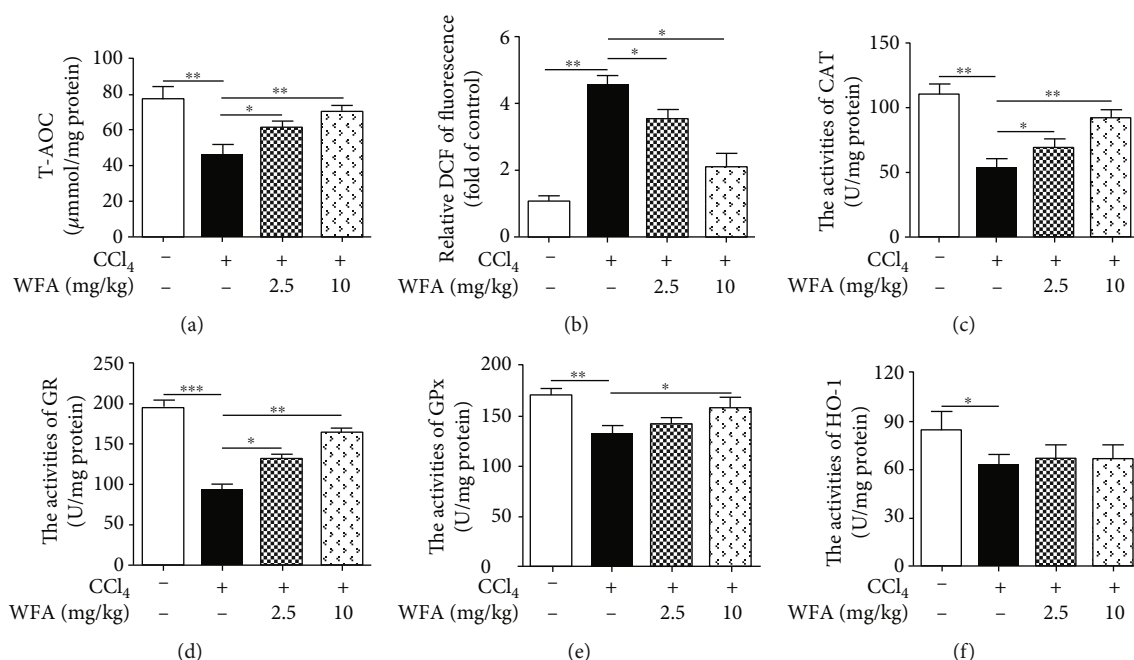 T-AOC
(μmmol/mg protein)
100
80
60
40
20
0
**
*
**
CCl4 – + + +
WFA (mg/kg) – – 2.5 10
(a)
Relative DCF of fluorescence
(fold of control)
6
4
2
0
**
*
*
– + + +
– – 2.5 10
(b)
The activities of CAT
(U/mg protein)
150
100
50
0
**
*
**
CCl4 – + + +
WFA (mg/kg) – – 2.5 10
(c)
The activities of GR
(U/mg protein)
250
200
150
100
50
0
***
*
**
CCl4 – + + +
WFA (mg/kg) – – 2.5 10
(d)
The activities of GPx
(U/mg protein)
200
150
100
50
0
**
*
CCl4 – + + +
WFA (mg/kg) – – 2.5 10
(e)
The activities of HO-1
(U/mg protein)
120
90
60
30
0
*
CCl4 – + + +
WFA (mg/kg) – – 2.5 10
(f)